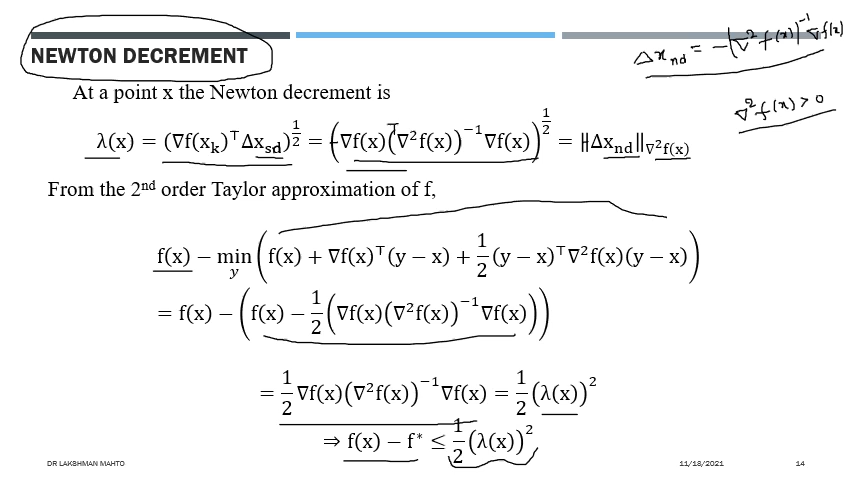 NEWTON DECREMENT
Δx_nd = -(∇²f(x))⁻¹ ∇f(x)
∇²f(x) > 0
At a point x the Newton decrement is
λ(x) = (∇f(x_k)^⊤ Δx_sd)^{1/2} = (-∇f(x)^T(∇²f(x))⁻¹∇f(x))^{1/2} = ‖Δx_nd‖_{∇²f(x)}
From the 2nd order Taylor approximation of f,
f(x) − min_y (f(x) + ∇f(x)^⊤(y − x) + 1/2 (y − x)^⊤∇²f(x)(y − x))
= f(x) − (f(x) − 1/2 (∇f(x)(∇²f(x))⁻¹∇f(x)))
= 1/2 ∇f(x)(∇²f(x))⁻¹∇f(x) = 1/2 (λ(x))²
⇒ f(x) − f* ≤ 1/2 (λ(x))²
DR LAKSHMAN MAHTO 11/18/2021 14